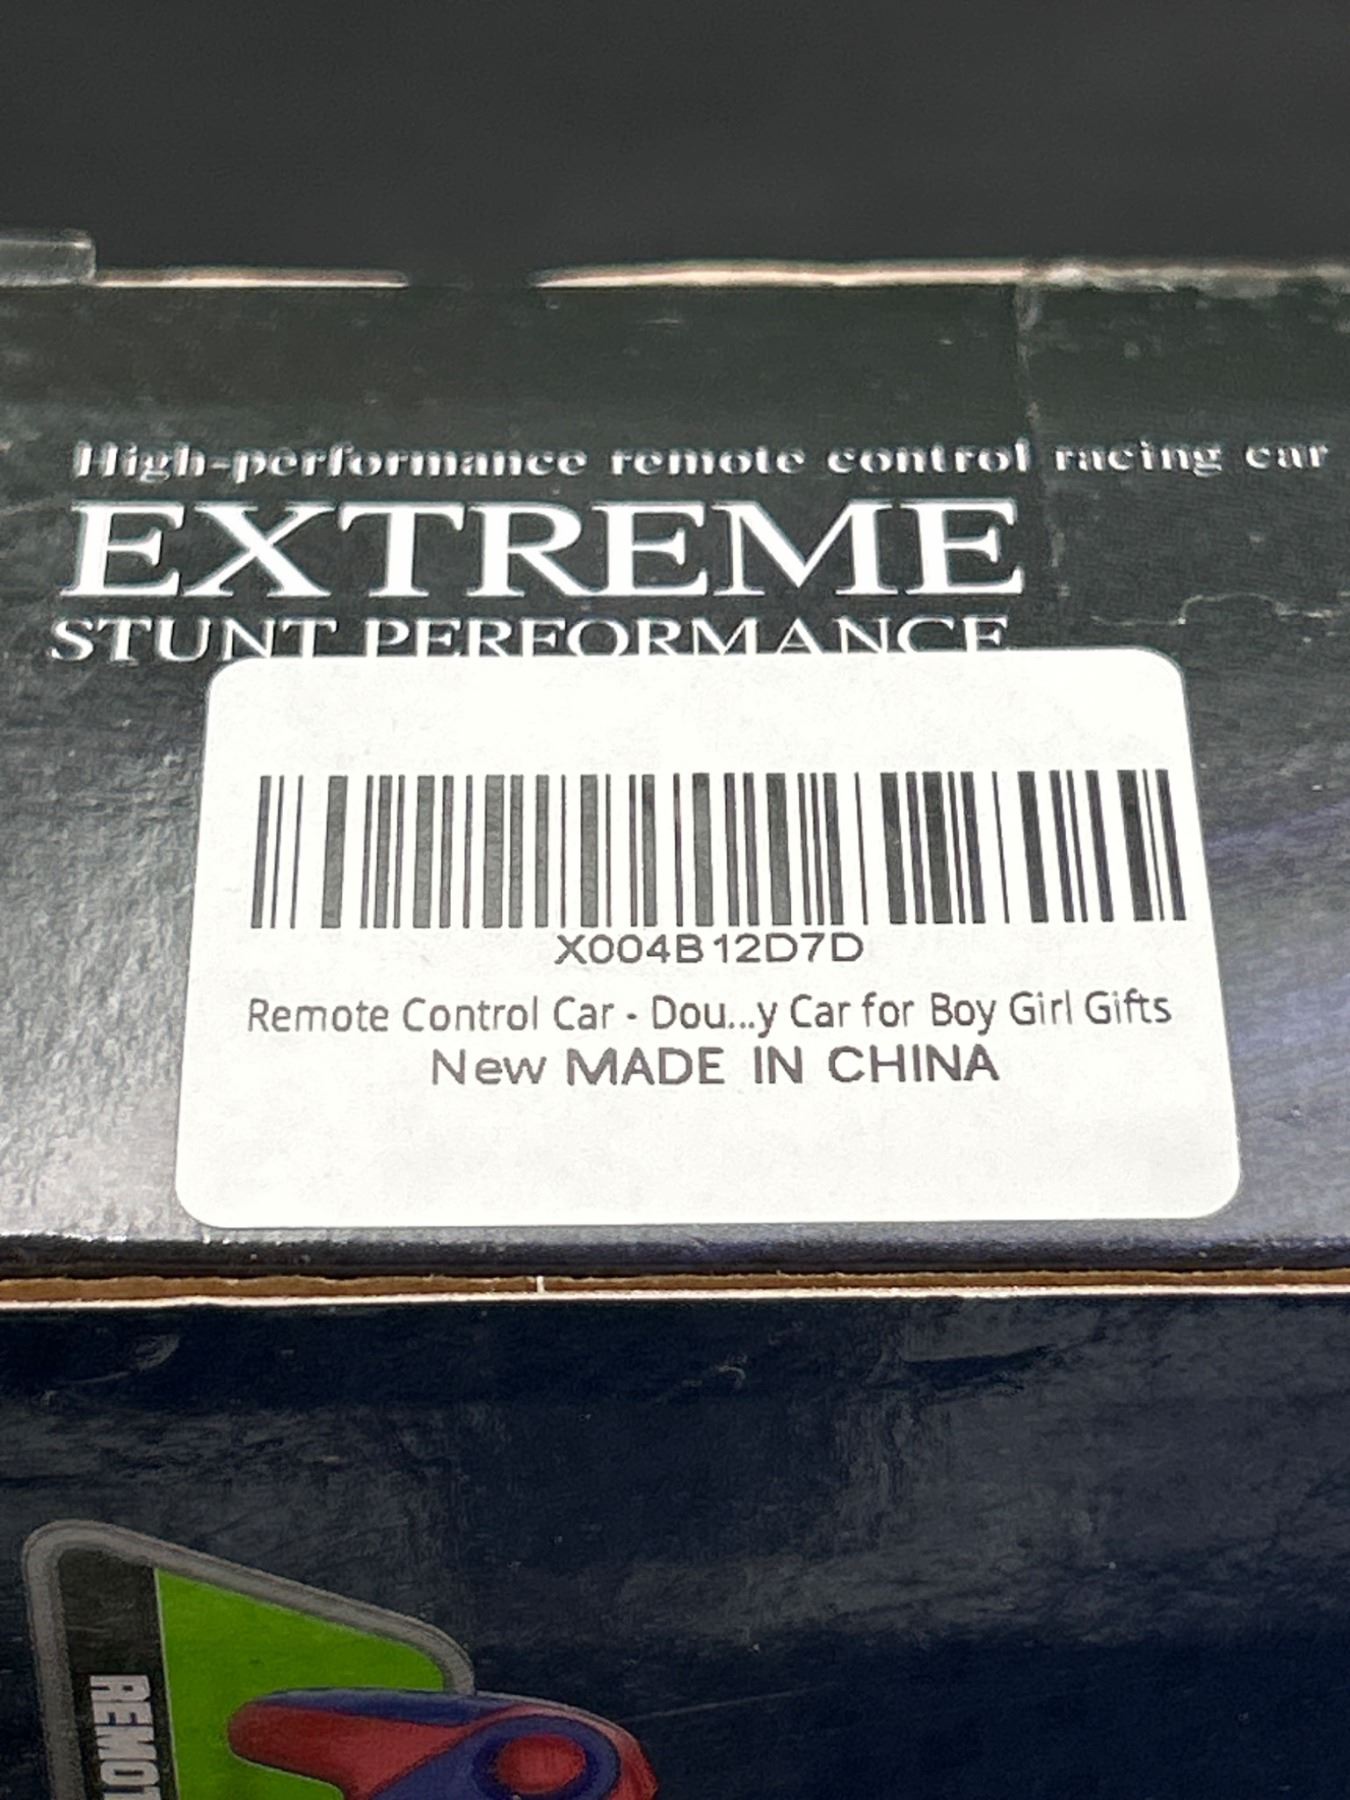 High-performance remote control racing car
EXTREME
STUNT PERFORMANCE
X004B12D7D
Remote Control Car - Dou...y Car for Boy Girl Gifts
New MADE IN CHINA